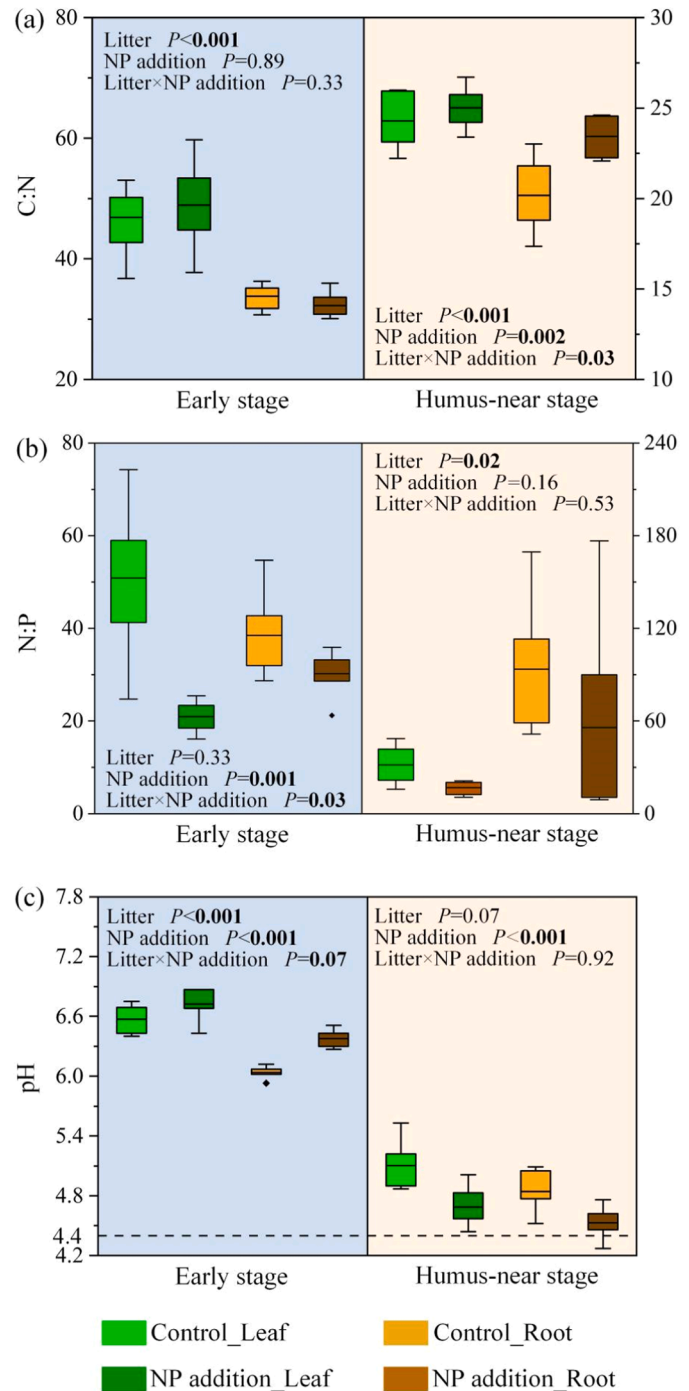 (a)
80
60
40
20
C:N
Litter P<0.001
NP addition P=0.89
Litter×NP addition P=0.33
Litter P<0.001
NP addition P=0.002
Litter×NP addition P=0.03
30
25
20
15
10
Early stage Humus-near stage
(b)
80
60
40
20
0
N:P
Litter P=0.33
NP addition P=0.001
Litter×NP addition P=0.03
Litter P=0.02
NP addition P=0.16
Litter×NP addition P=0.53
240
180
120
60
0
Early stage Humus-near stage
(c)
7.8
7.2
6.6
6.0
5.4
4.8
4.4
4.2
pH
Litter P<0.001
NP addition P<0.001
Litter×NP addition P=0.07
Litter P=0.07
NP addition P<0.001
Litter×NP addition P=0.92
Early stage Humus-near stage
Control_Leaf Control_Root
NP addition_Leaf NP addition_Root